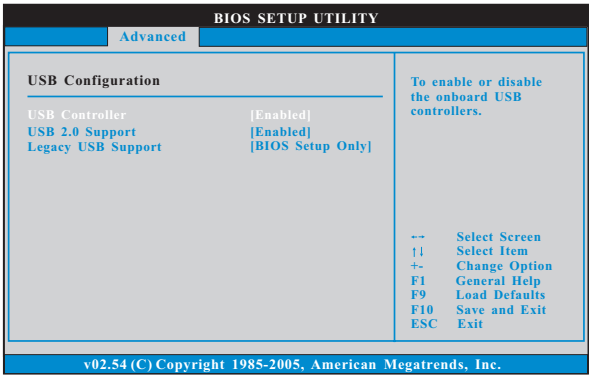 BIOS SETUP UTILITY
Advanced
USB Configuration
USB Controller [Enabled]
USB 2.0 Support [Enabled]
Legacy USB Support [BIOS Setup Only]
To enable or disable
the onboard USB
controllers.
←→ Select Screen
↑↓ Select Item
+- Change Option
F1 General Help
F9 Load Defaults
F10 Save and Exit
ESC Exit
v02.54 (C) Copyright 1985-2005, American Megatrends, Inc.